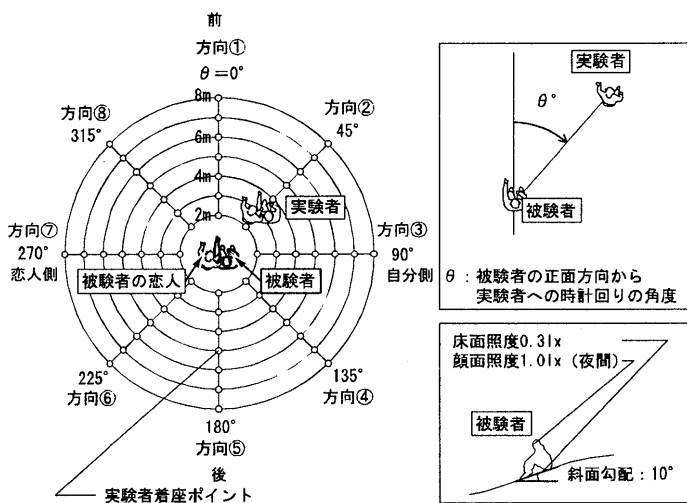 前
方向①
θ=0°
8m
方向⑧
315°
方向②
45°
6m
4m
実験者
2m
方向⑦
270°
恋人側
方向③
90°
自分側
被験者の恋人
被験者
225°
方向⑥
135°
方向④
180°
方向⑤
後
実験者着座ポイント
実験者
θ°
被験者
θ：被験者の正面方向から
実験者への時計回りの角度
床面照度0.3lx
顔面照度1.0lx（夜間）
被験者
斜面勾配：10°